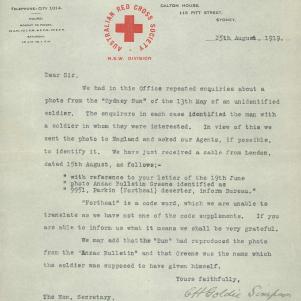 TELEPHONE: CITY 1014.
DALTON HOUSE,
115 PITT STREET,
SYDNEY.
AUSTRALIAN RED CROSS SOCIETY
N.S.W. DIVISION
25th August, 1919.
Dear Sir,
We had in this Office repeated enquiries about a
photo from the "Sydney Sun" of the 13th May of an unidentified
soldier. The enquirers in each case identified the man with
a soldier in whom they were interested. In view of this we
sent the photo to England and asked our Agents, if possible,
to identify it. We have just received a cable from London,
dated 15th August, as follows;-
" with reference to your letter of the 19th June
" photo Anzac Bulletin Greens identified as
" 9951, Parkin (Fortheal) deserter, inform Bureau."
"Fortheal" is a code word, which we are unable to
translate as we have not one of the code supplements. If you
are able to inform us what it means we shall be very grateful.
We may add that the "Sun" had reproduced the photo
from the "Anzac Bulletin" and that Greens was the name which
the soldier was supposed to have given himself.
Yours faithfully,
The Hon. Secretary,